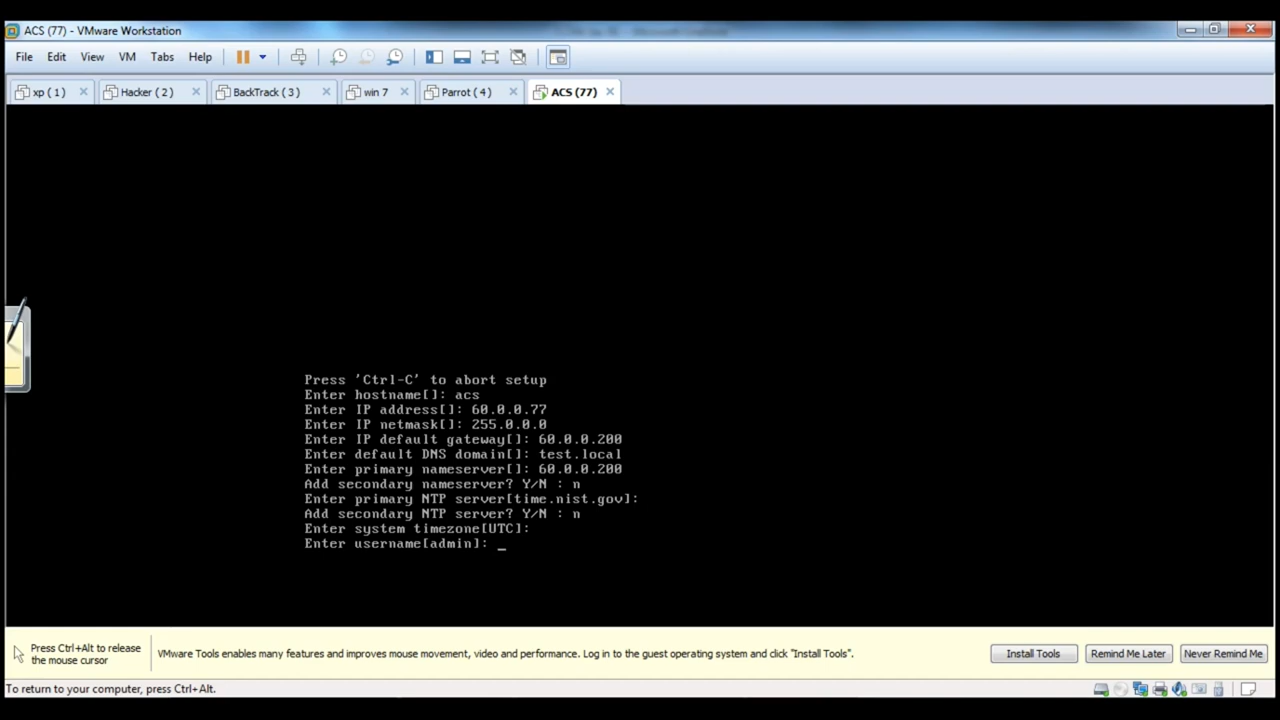 ACS (77) - VMware Workstation
File Edit View VM Tabs Help
xp ( 1 ) Hacker ( 2 ) BackTrack ( 3 ) win 7 Parrot ( 4 ) ACS (77)
Press 'Ctrl-C' to abort setup
Enter hostname[]: acs
Enter IP address[]: 60.0.0.77
Enter IP netmask[]: 255.0.0.0
Enter IP default gateway[]: 60.0.0.200
Enter default DNS domain[]: test.local
Enter primary nameserver[]: 60.0.0.200
Add secondary nameserver? Y/N : n
Enter primary NTP server[time.nist.gov]:
Add secondary NTP server? Y/N : n
Enter system timezone[UTC]:
Enter username[admin]: _
Press Ctrl+Alt to release
the mouse cursor
VMware Tools enables many features and improves mouse movement, video and performance. Log in to the guest operating system and click "Install Tools".
Install Tools Remind Me Later Never Remind Me
To return to your computer, press Ctrl+Alt.